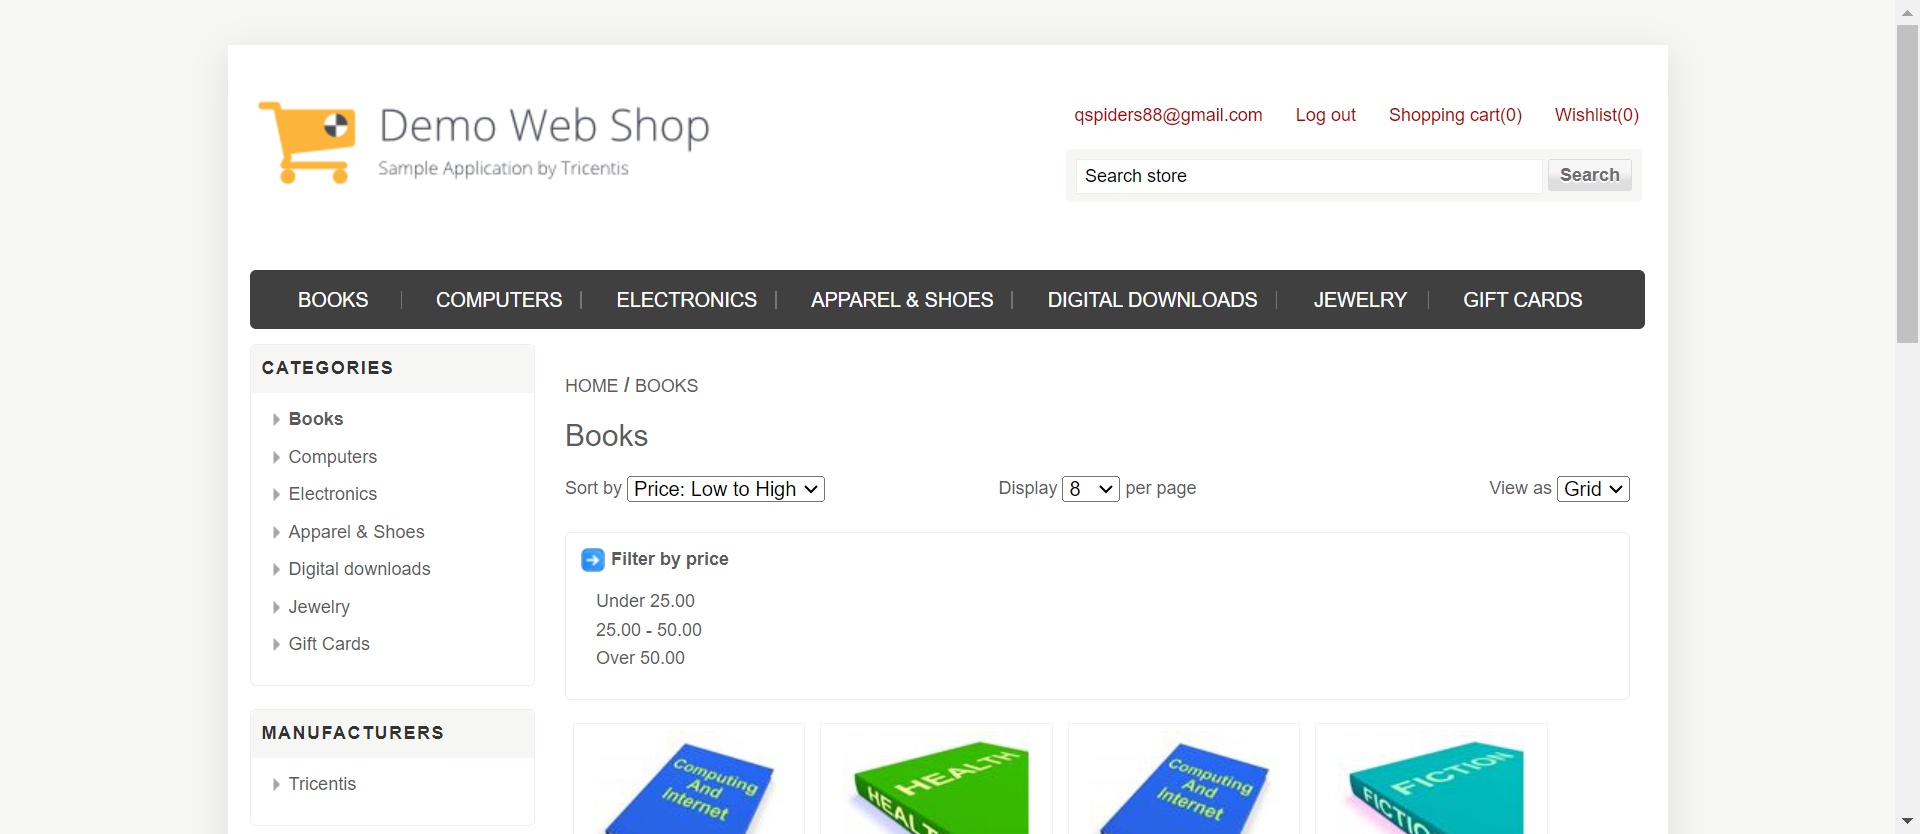 Demo Web Shop
Sample Application by Tricentis
qspiders88@gmail.com Log out Shopping cart(0) Wishlist(0)
Search store Search
BOOKS COMPUTERS ELECTRONICS APPAREL & SHOES DIGITAL DOWNLOADS JEWELRY GIFT CARDS
CATEGORIES
Books
Computers
Electronics
Apparel & Shoes
Digital downloads
Jewelry
Gift Cards
MANUFACTURERS
Tricentis
HOME / BOOKS
Books
Sort by Price: Low to High Display 8 per page View as Grid
Filter by price
Under 25.00
25.00 - 50.00
Over 50.00
Computing
And
Internet
HEALTH
HEALT
Computing
And
Internet
FICTION
FICTIO